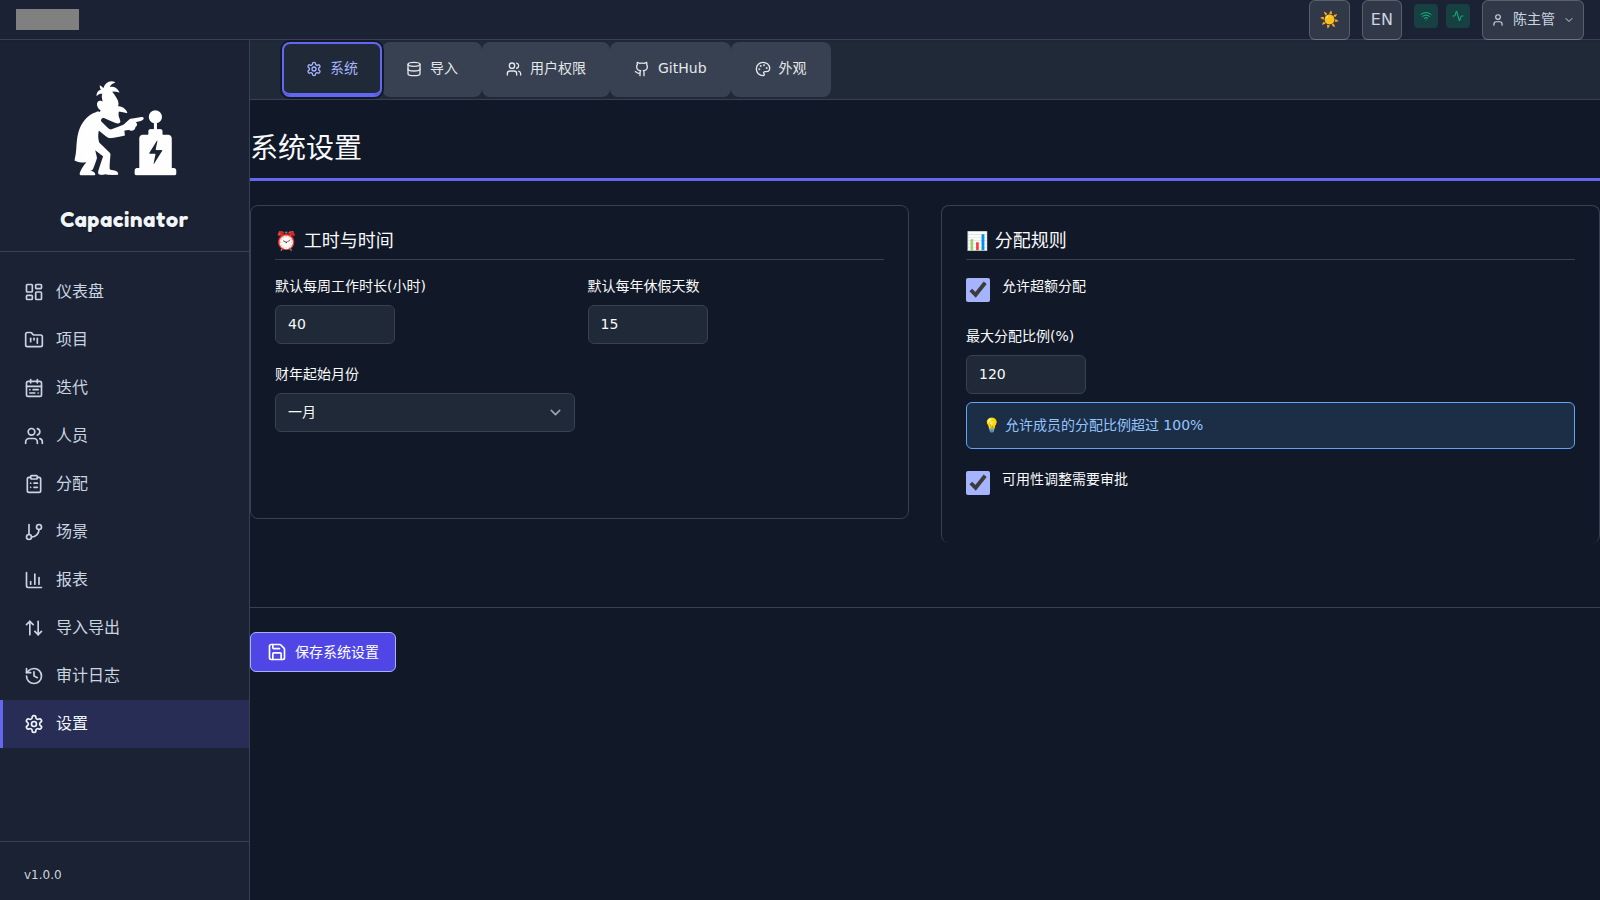 EN
陈主管
Capacinator
仪表盘
项目
迭代
人员
分配
场景
报表
导入导出
审计日志
设置
v1.0.0
系统
导入
用户权限
GitHub
外观
系统设置
⏰ 工时与时间
默认每周工作时长(小时)
40
默认每年休假天数
15
财年起始月份
一月
📊 分配规则
允许超额分配
最大分配比例(%)
120
💡 允许成员的分配比例超过 100%
可用性调整需要审批
保存系统设置